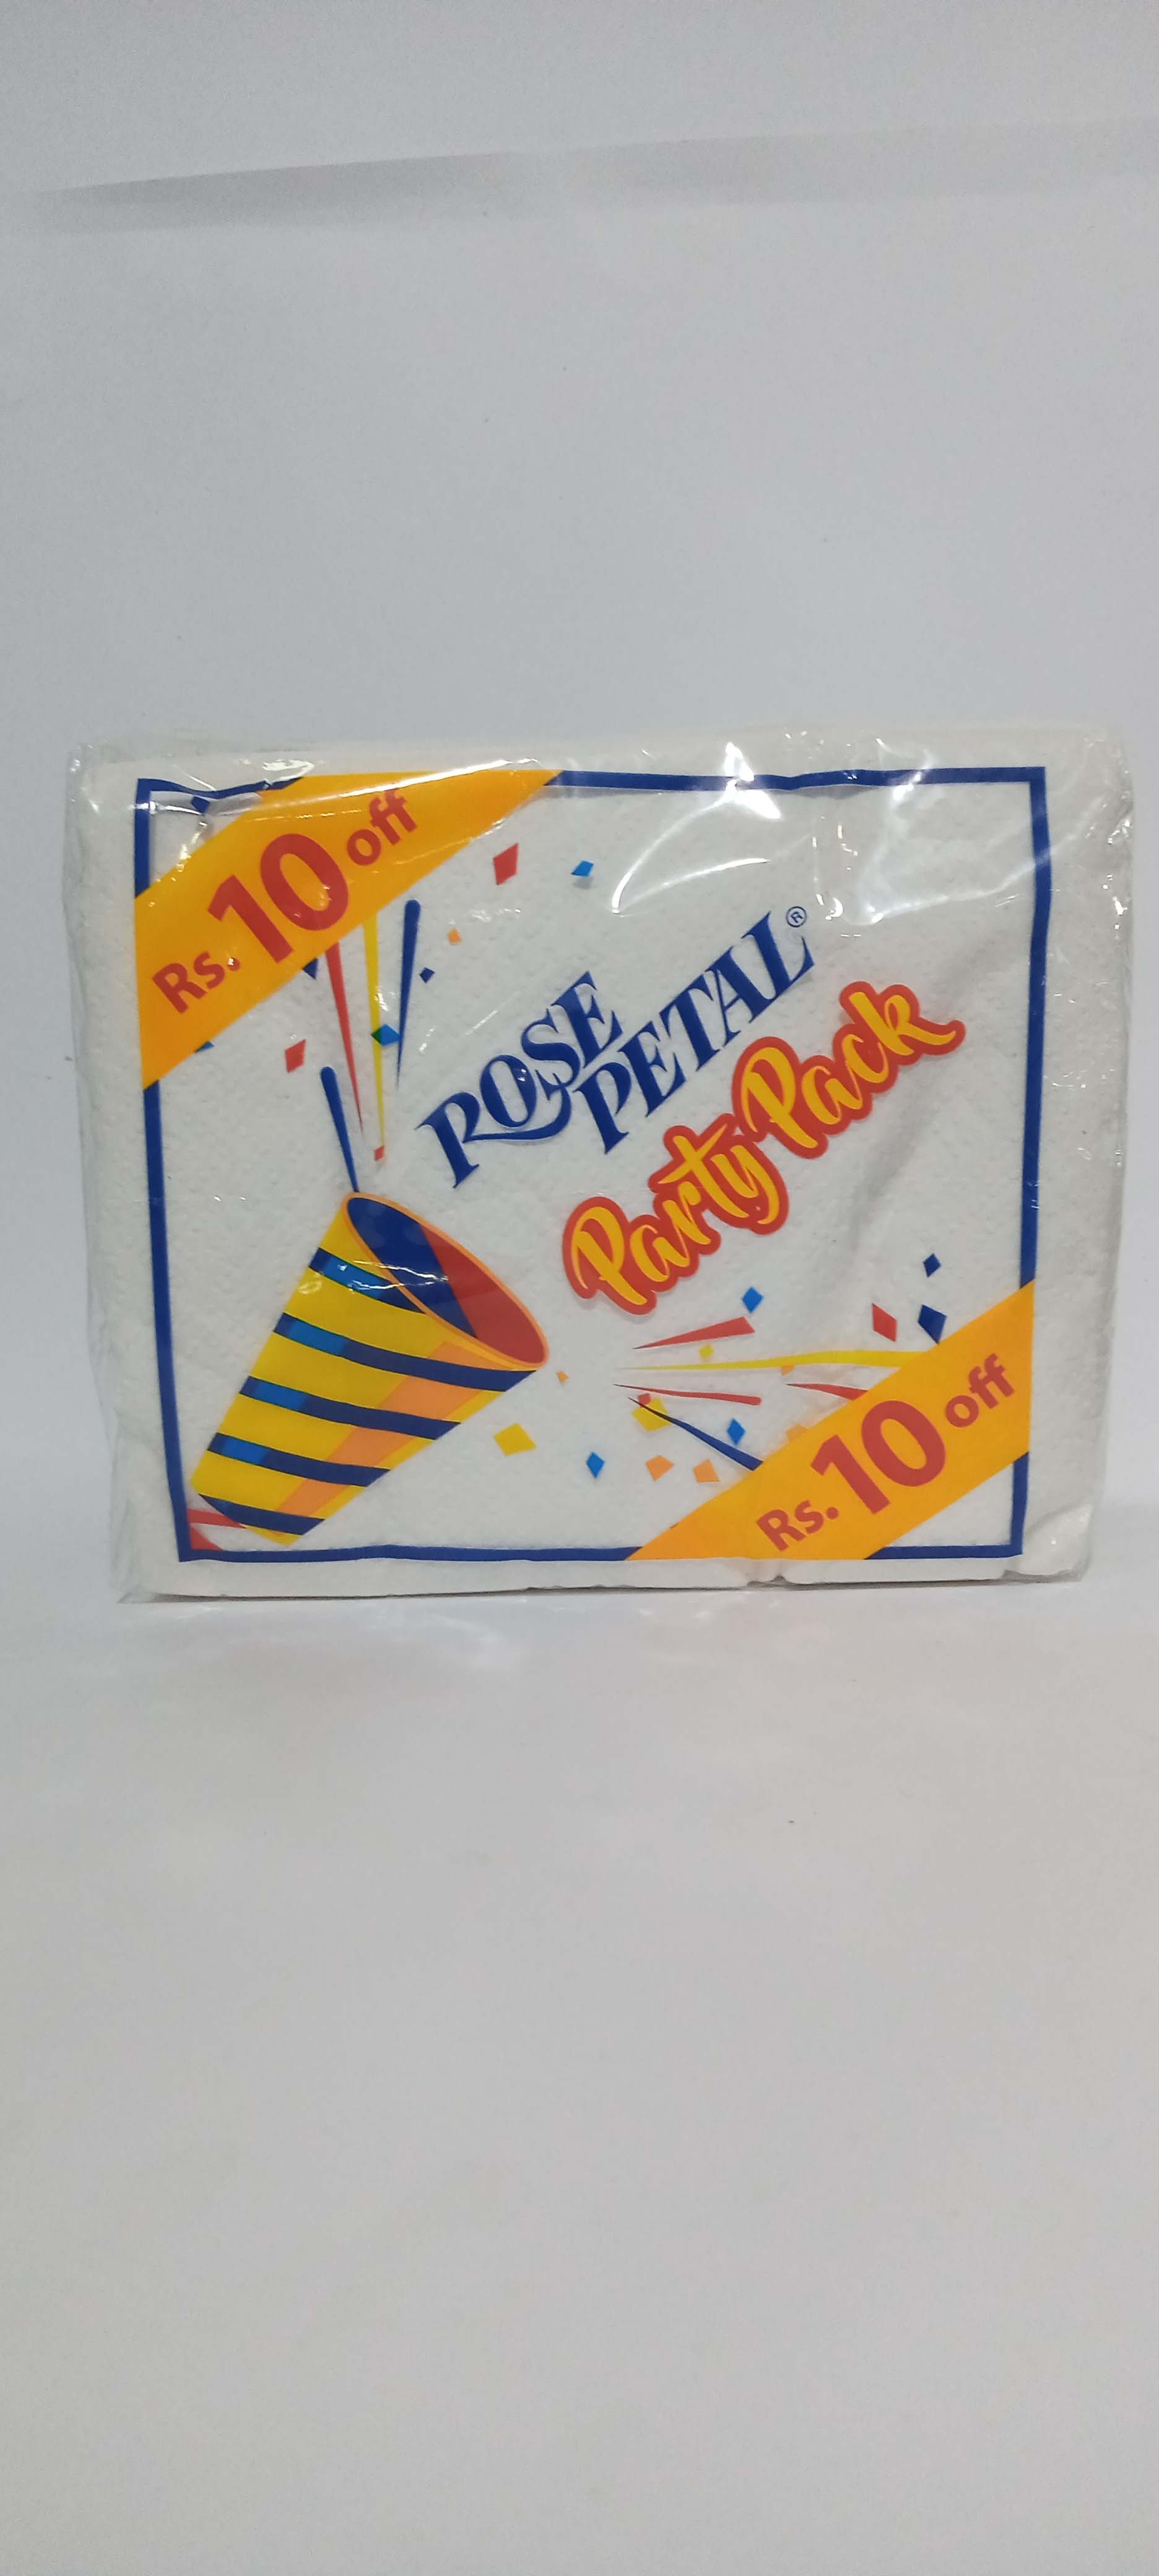 Rs. 10 off
ROSE
PETAL®
Party Pack
Rs. 10 off